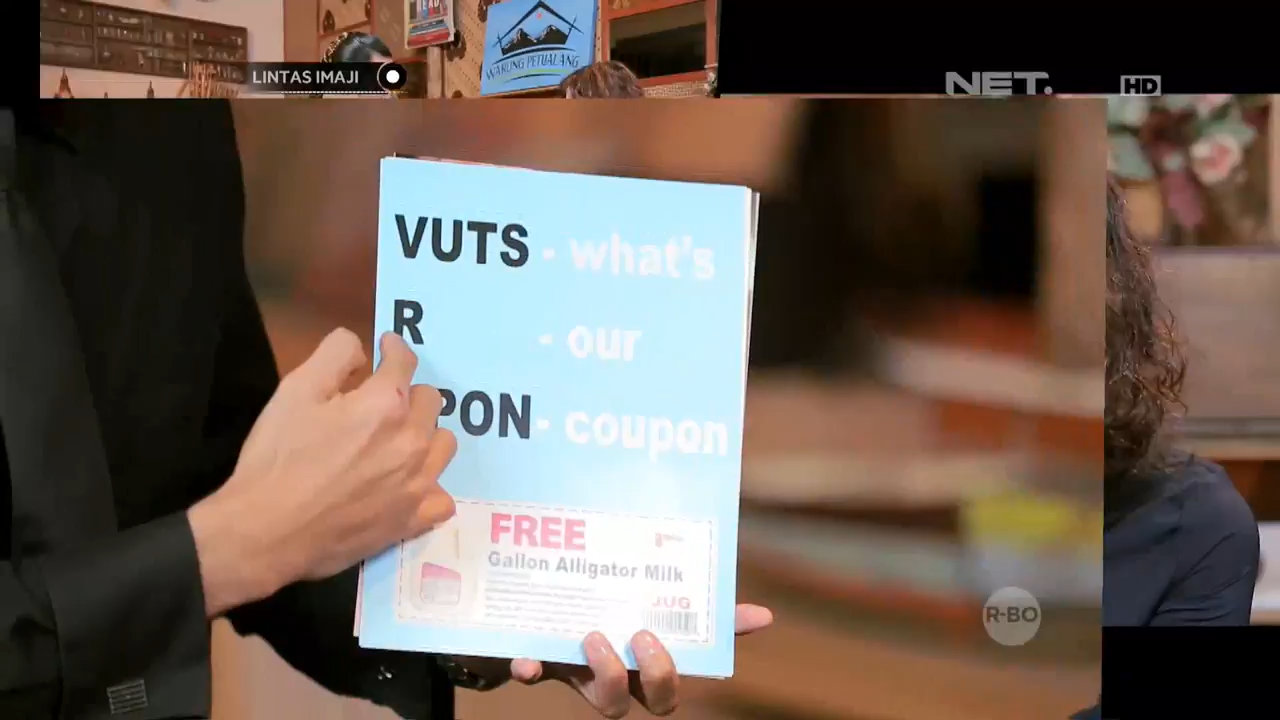 LINTAS IMAJI
WARUNG PETUALANG
NET.
HD
VUTS - what's
R - our
PON - coupon
FREE
Gallon Alligator Milk
JUG
R-BO